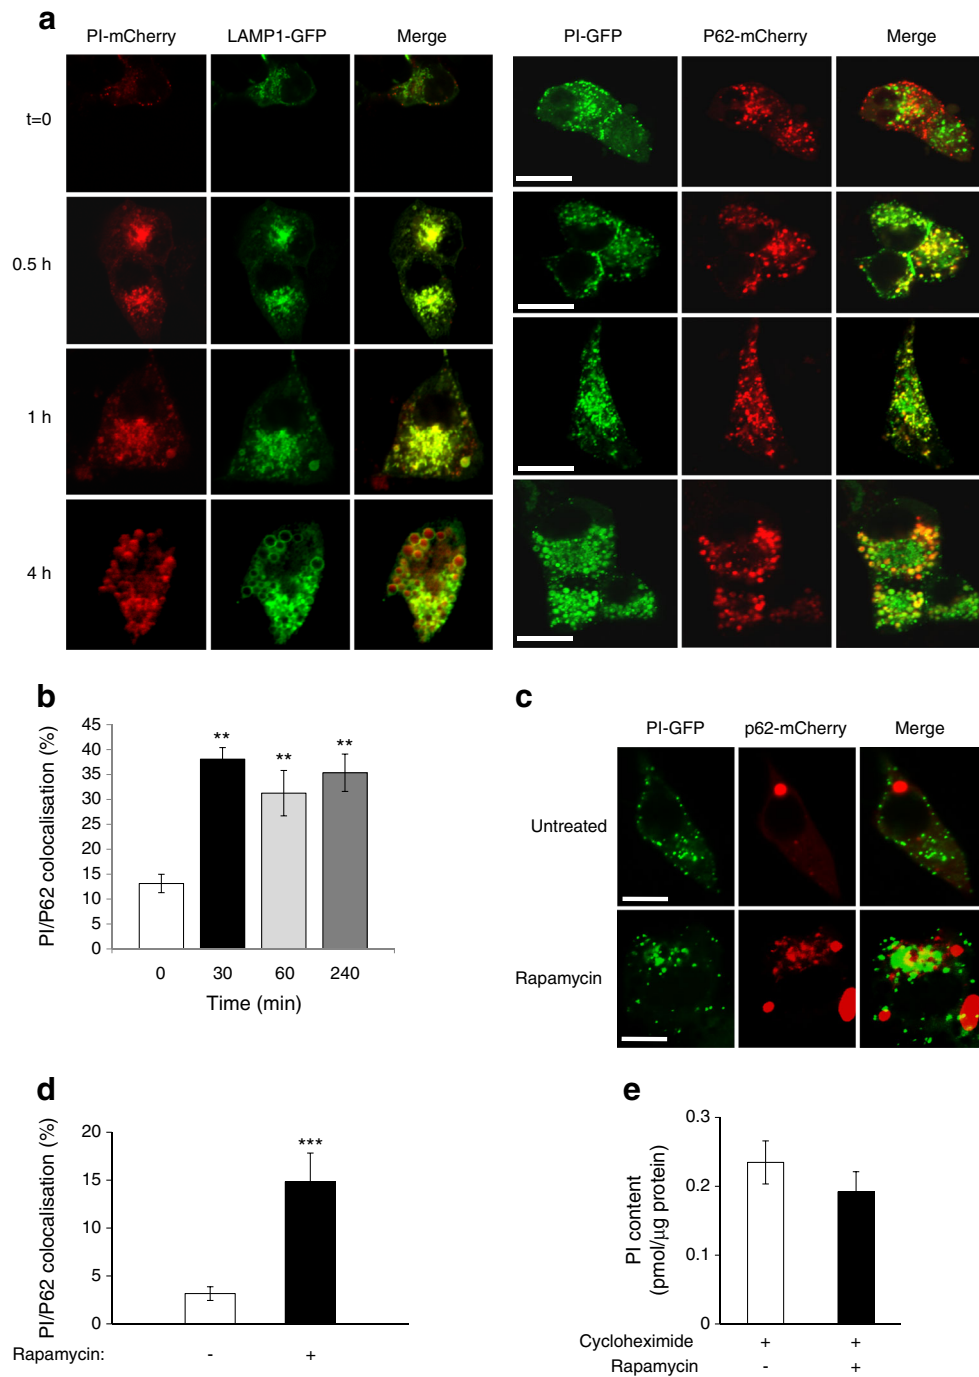 a
PI-mCherry LAMP1-GFP Merge
PI-GFP P62-mCherry Merge
t=0
0.5 h
1 h
4 h
b
PI/P62 colocalisation (%)
45
40
35
30
25
20
15
10
5
0
** ** **
0 30 60 240
Time (min)
c
PI-GFP p62-mCherry Merge
Untreated
Rapamycin
d
PI/P62 colocalisation (%)
20
15
10
5
0
***
Rapamycin: - +
e
PI content
(pmol/µg protein)
0.3
0.2
0.1
0
Cycloheximide + +
Rapamycin - +